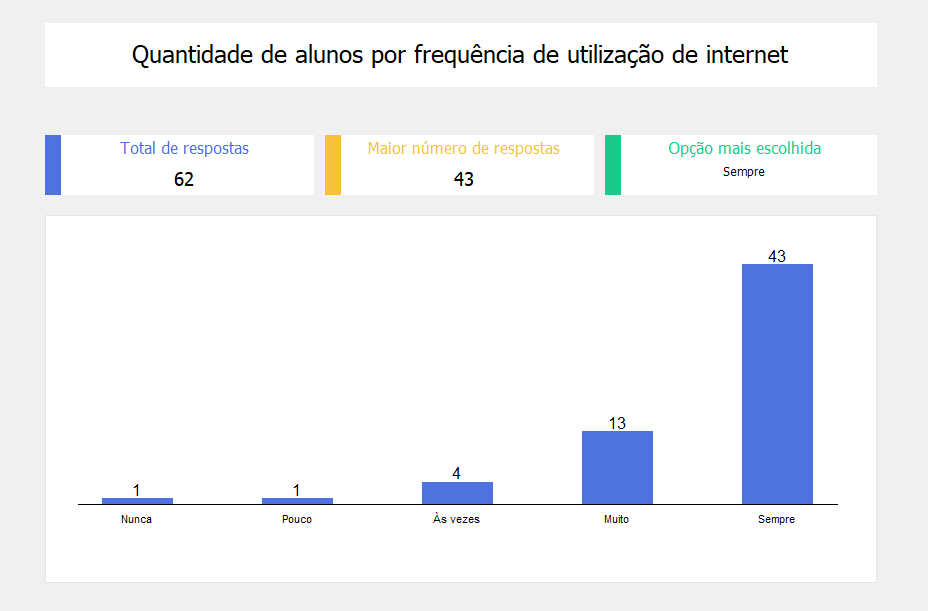 Quantidade de alunos por frequência de utilização de internet
Total de respostas
62
Maior número de respostas
43
Opção mais escolhida
Sempre
43
13
4
1
1
Nunca
Pouco
Às vezes
Muito
Sempre